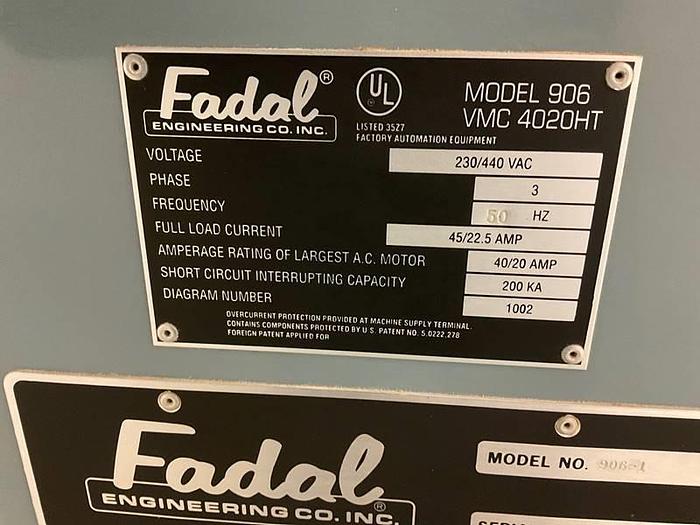 Fadal®
ENGINEERING CO. INC.
UL
LISTED 35Z7
FACTORY AUTOMATION EQUIPMENT
MODEL 906
VMC 4020HT
VOLTAGE 230/440 VAC
PHASE 3
FREQUENCY 50 HZ
FULL LOAD CURRENT 45/22.5 AMP
AMPERAGE RATING OF LARGEST A.C. MOTOR 40/20 AMP
SHORT CIRCUIT INTERRUPTING CAPACITY 200 KA
DIAGRAM NUMBER 1002
OVERCURRENT PROTECTION PROVIDED AT MACHINE SUPPLY TERMINAL.
CONTAINS COMPONENTS PROTECTED BY U.S. PATENT NO. 5.0222,278
FOREIGN PATENT APPLIED FOR
Fadal®
ENGINEERING CO. INC.
MODEL NO. 906-1